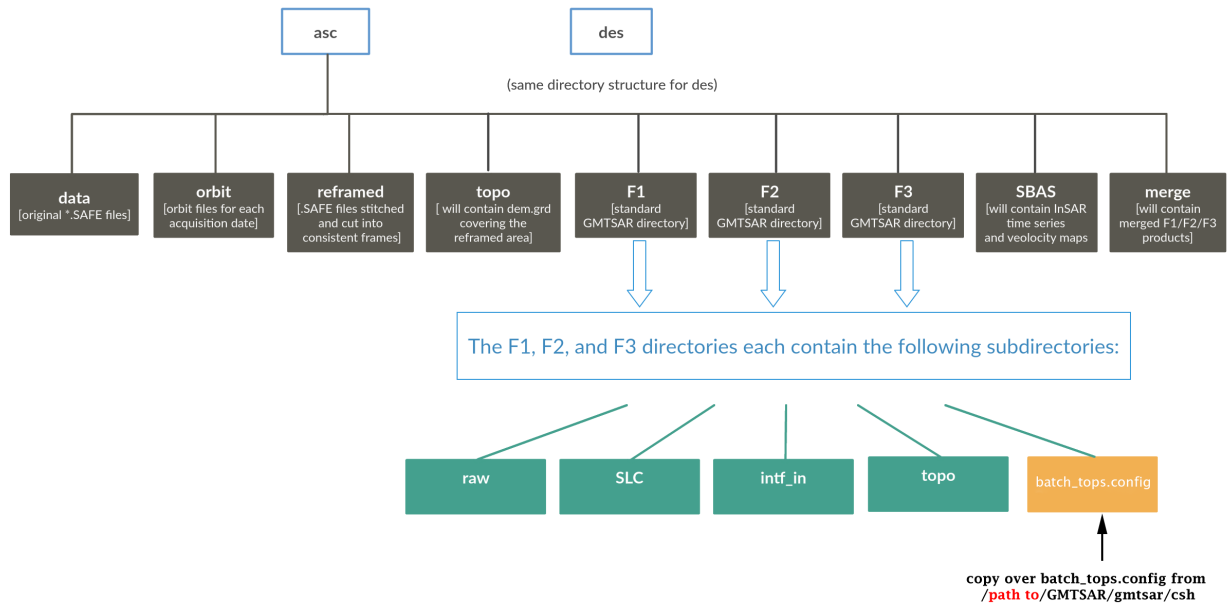 asc
des
(same directory structure for des)
data
[original *.SAFE files]
orbit
[orbit files for each
acquisition date]
reframed
[.SAFE files stitched
and cut into
consistent frames]
topo
[ will contain dem.grd
covering the
reframed area]
F1
[standard
GMTSAR directory]
F2
[standard
GMTSAR directory]
F3
[standard
GMTSAR directory]
SBAS
[will contain InSAR
time series
and veolocity maps
merge
[will contain
merged F1/F2/F3
products]
The F1, F2, and F3 directories each contain the following subdirectories:
raw
SLC
intf_in
topo
batch_tops.config
copy over batch_tops.config from
/path to/GMTSAR/gmtsar/csh